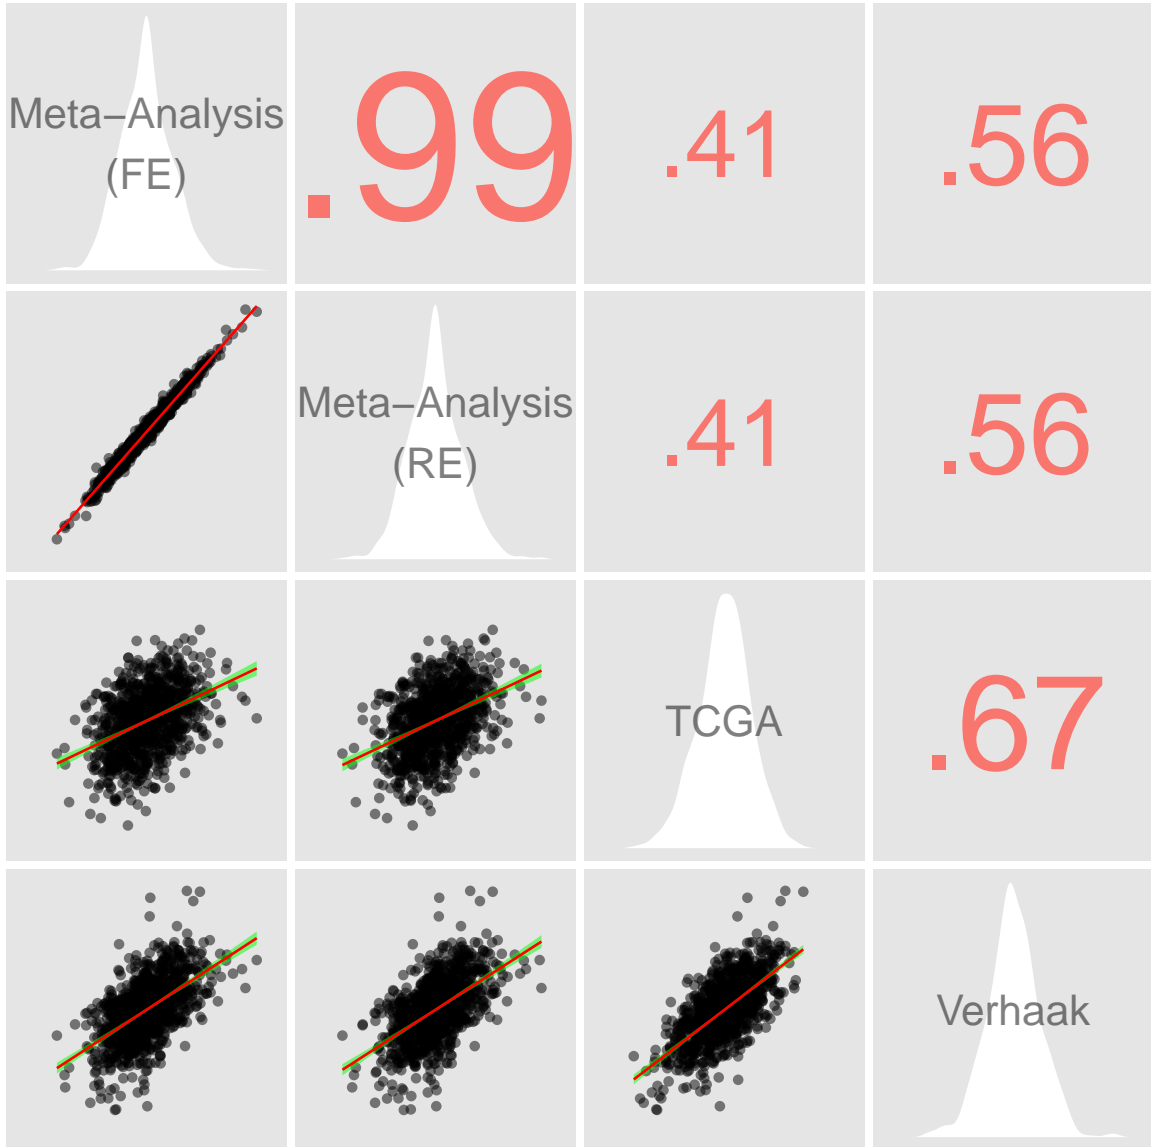 Meta−Analysis
(FE)
.99
.41
.56
Meta−Analysis
(RE)
.41
.56
TCGA
.67
Verhaak